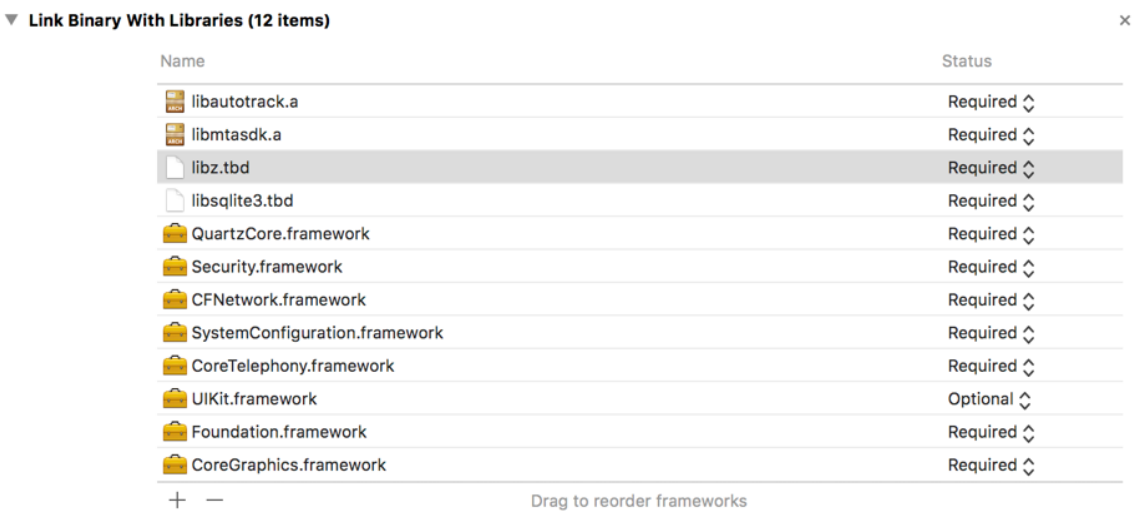 Link Binary With Libraries (12 items)
Name Status
libautotrack.a Required
libmtasdk.a Required
libz.tbd Required
libsqlite3.tbd Required
QuartzCore.framework Required
Security.framework Required
CFNetwork.framework Required
SystemConfiguration.framework Required
CoreTelephony.framework Required
UIKit.framework Optional
Foundation.framework Required
CoreGraphics.framework Required
Drag to reorder frameworks